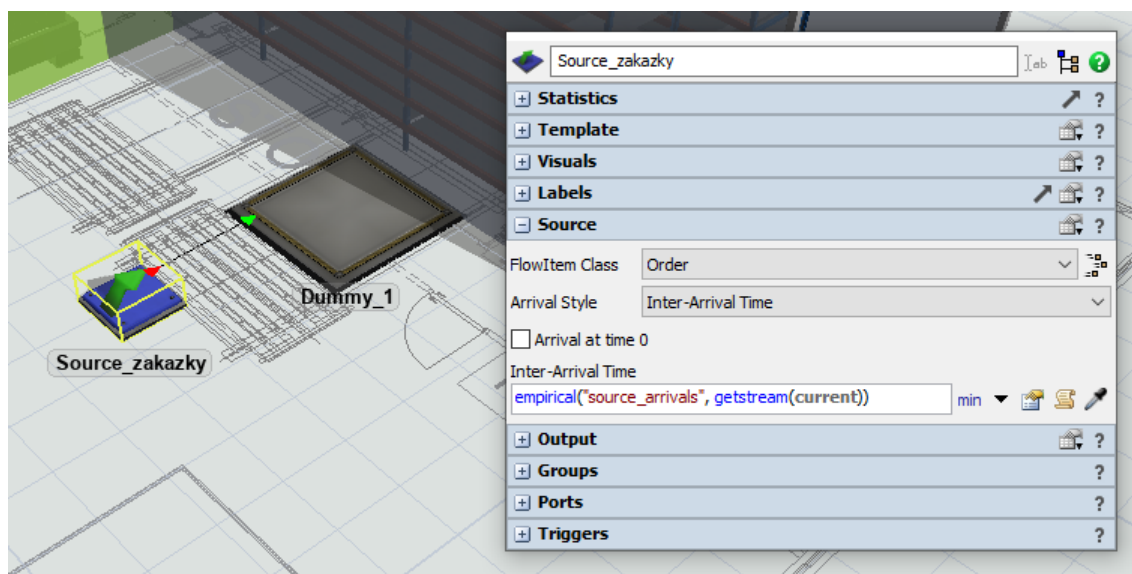 Source_zakazky
Statistics
?
Template
?
Visuals
?
Labels
?
Source
?
FlowItem Class Order
Arrival Style Inter-Arrival Time
Arrival at time 0
Inter-Arrival Time
empirical("source_arrivals", getstream(current)) min
Output
?
Groups
?
Ports
?
Triggers
?
Dummy_1
Source_zakazky